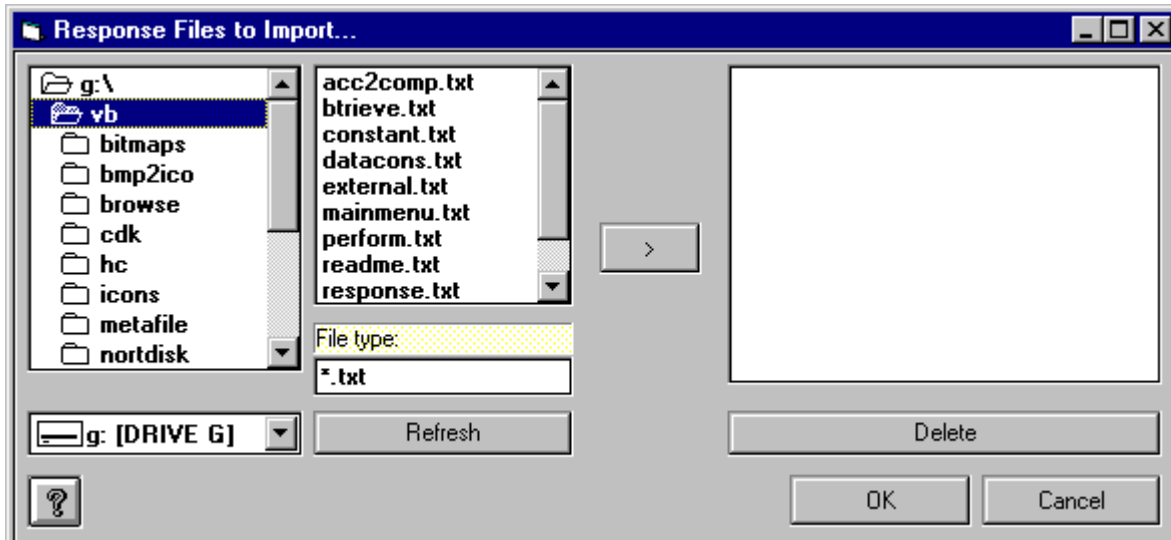 Response Files to Import...
g:\
vb
bitmaps
bmp2ico
browse
cdk
hc
icons
metafile
nortdisk
g: [DRIVE G]
acc2comp.txt
btrieve.txt
constant.txt
datacons.txt
external.txt
mainmenu.txt
perform.txt
readme.txt
response.txt
File type:
*.txt
Refresh
>
Delete
?
OK
Cancel